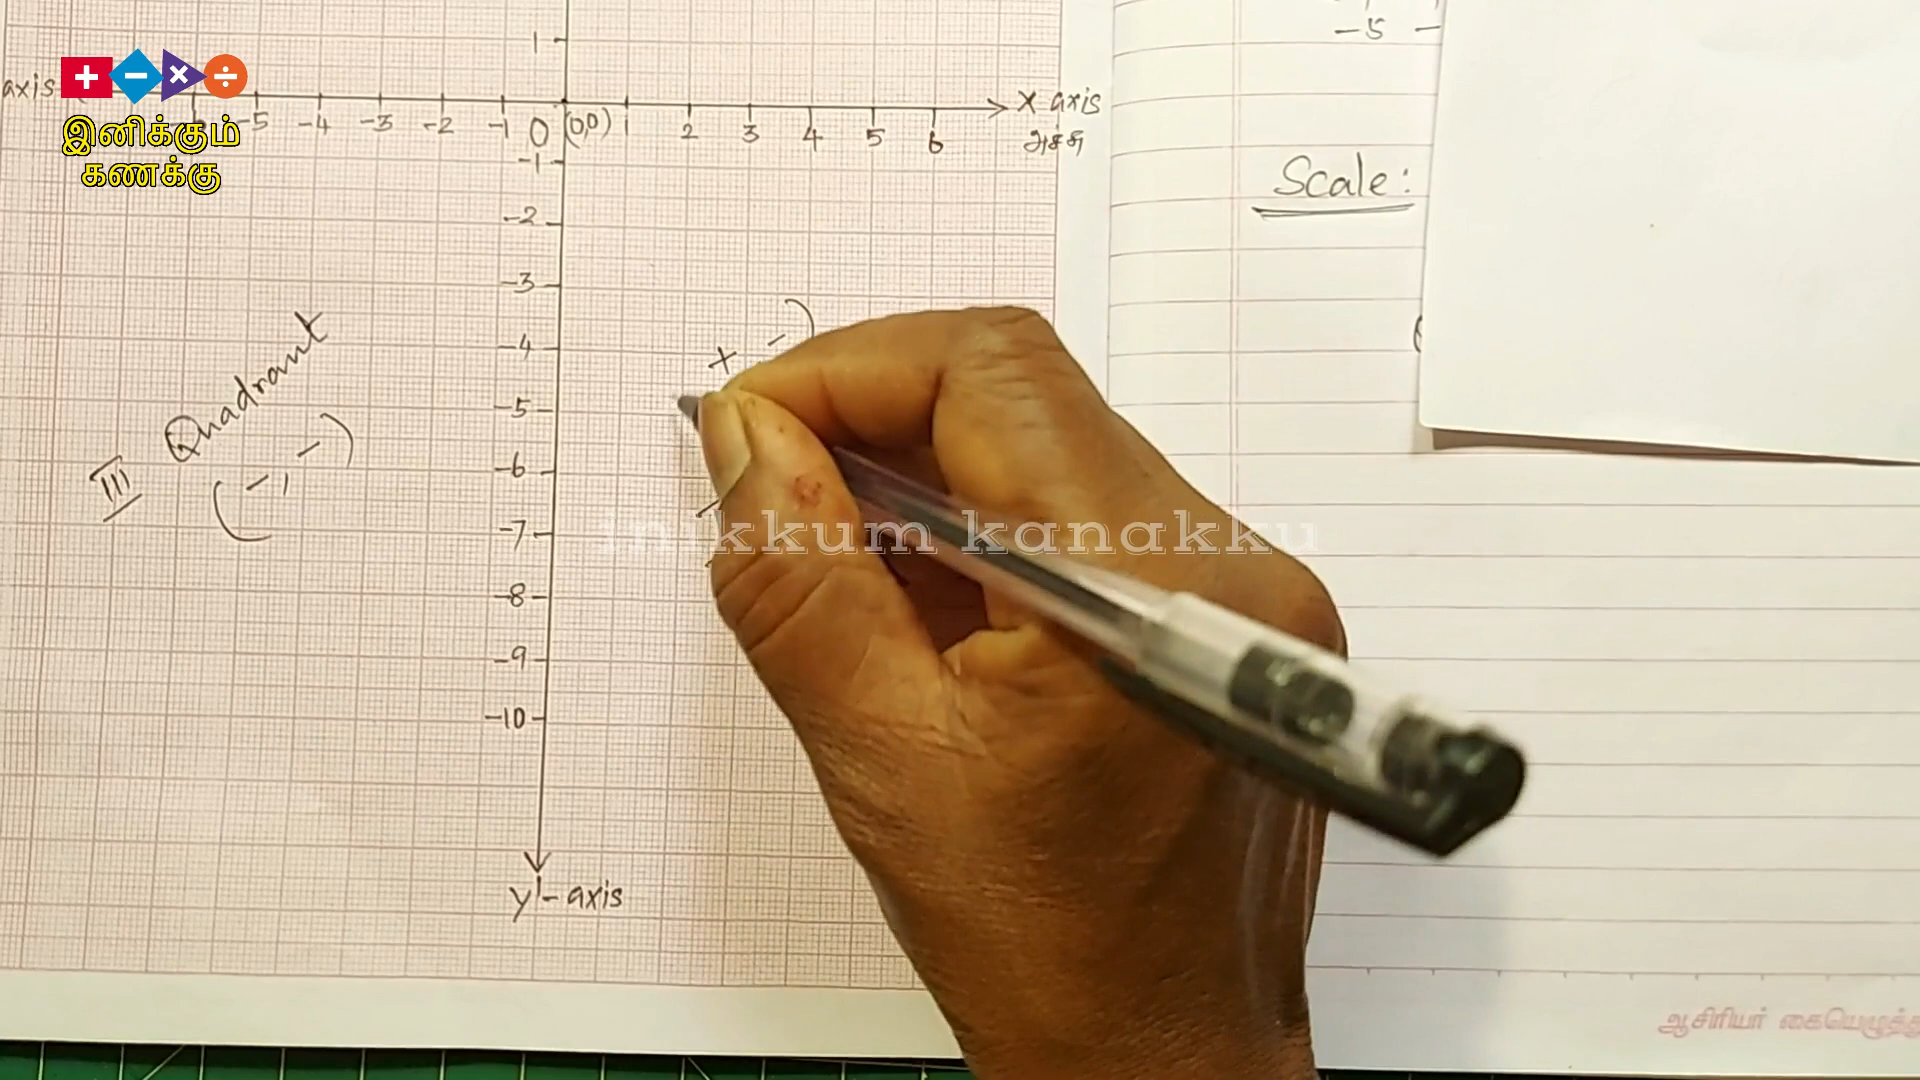 இனிக்கும்
கணக்கு
axis
1
x axis
அச்சு
-5 -4 -3 -2 -1 0 (0,0) 1 2 3 4 5 6
-1
-2
-3
-4
-5
-6
-7
-8
-9
-10
y'-axis
III Quadrant
(-, -)
+ -)
-5 -
Scale:
inikkum kanakku
ஆசிரியர் கையெழுத்து